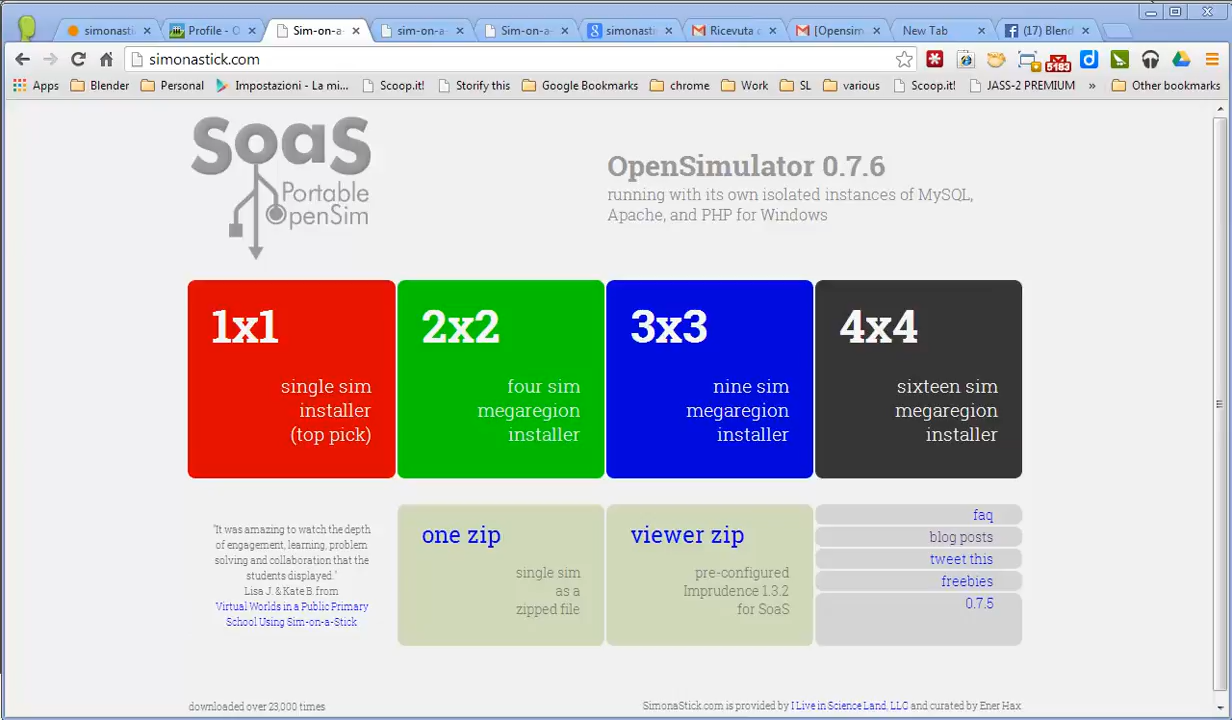 simonasti
Profile - O
Sim-on-a-
sim-on-a-
Sim-on-a-
simonasti
Ricevuta c
[Opensim
New Tab
(17) Blend
simonastick.com
5183
Apps
Blender
Personal
Impostazioni - La mi...
Scoop.it!
Storify this
Google Bookmarks
chrome
Work
SL
various
Scoop.it!
JASS-2 PREMIUM
»
Other bookmarks
SoaS
Portable
OpenSim
OpenSimulator 0.7.6
running with its own isolated instances of MySQL,
Apache, and PHP for Windows
1x1
single sim
installer
(top pick)
2x2
four sim
megaregion
installer
3x3
nine sim
megaregion
installer
4x4
sixteen sim
megaregion
installer
"It was amazing to watch the depth
of engagement, learning, problem
solving and collaboration that the
students displayed."
Lisa J. & Kate B from
Virtual Worlds in a Public Primary
School Using Sim-on-a-Stick
one zip
single sim
as a
zipped file
viewer zip
pre-configured
Imprudence 1.3.2
for SoaS
faq
blog posts
tweet this
freebies
0.7.5
downloaded over 23,000 times
SimonaStick.com is provided by I Live in Science Land, LLC and curated by Ener Hax